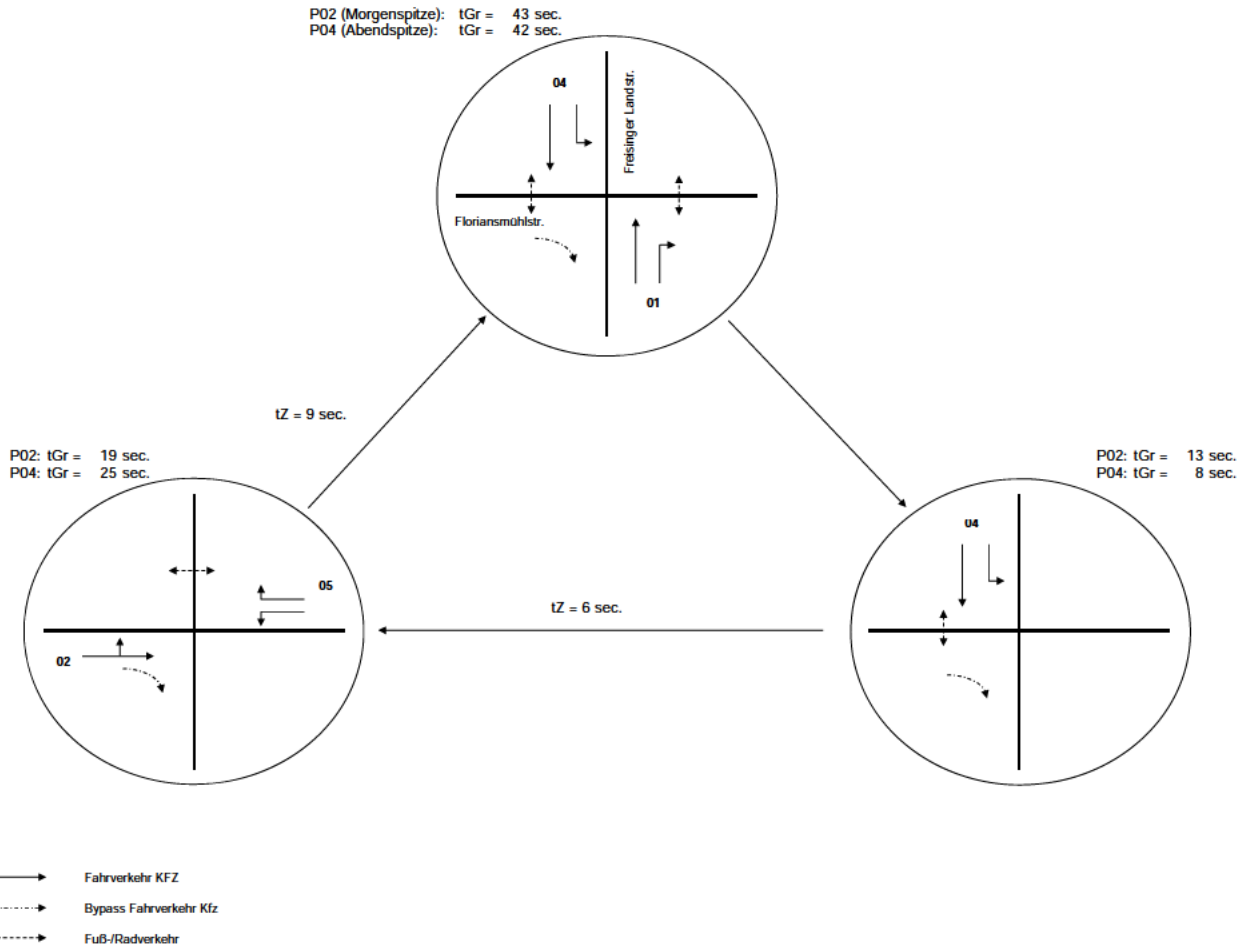 P02 (Morgenspitze): tGr = 43 sec.
P04 (Abendspitze): tGr = 42 sec.
04
Freisinger Landstr.
Floriansmühlstr.
01
tZ = 9 sec.
P02: tGr = 19 sec.
P04: tGr = 25 sec.
P02: tGr = 13 sec.
P04: tGr = 8 sec.
04
05
tZ = 6 sec.
02
Fahrverkehr KFZ
Bypass Fahrverkehr Kfz
Fuß-/Radverkehr